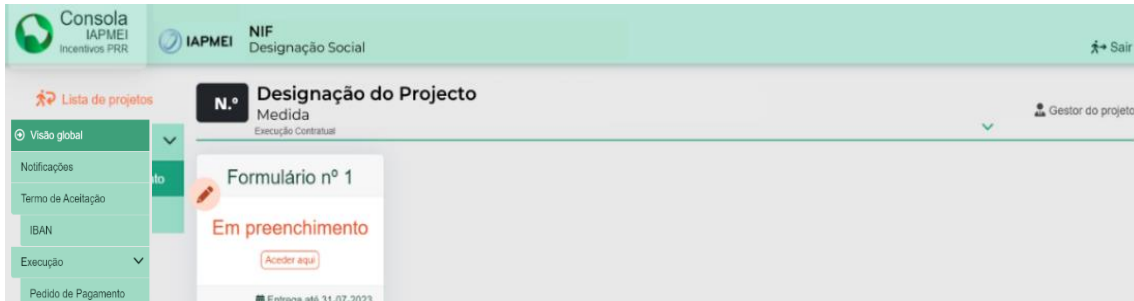 Consola
IAPMEI
Incentivos PRR
IAPMEI
NIF
Designação Social
Sair
Lista de projetos
N.º
Designação do Projecto
Medida
Execução Contratual
Gestor do projeto
Visão global
Notificações
Termo de Aceitação
IBAN
Execução
Pedido de Pagamento
Formulário nº 1
Em preenchimento
Aceder aqui
Entrega até 31-07-2023